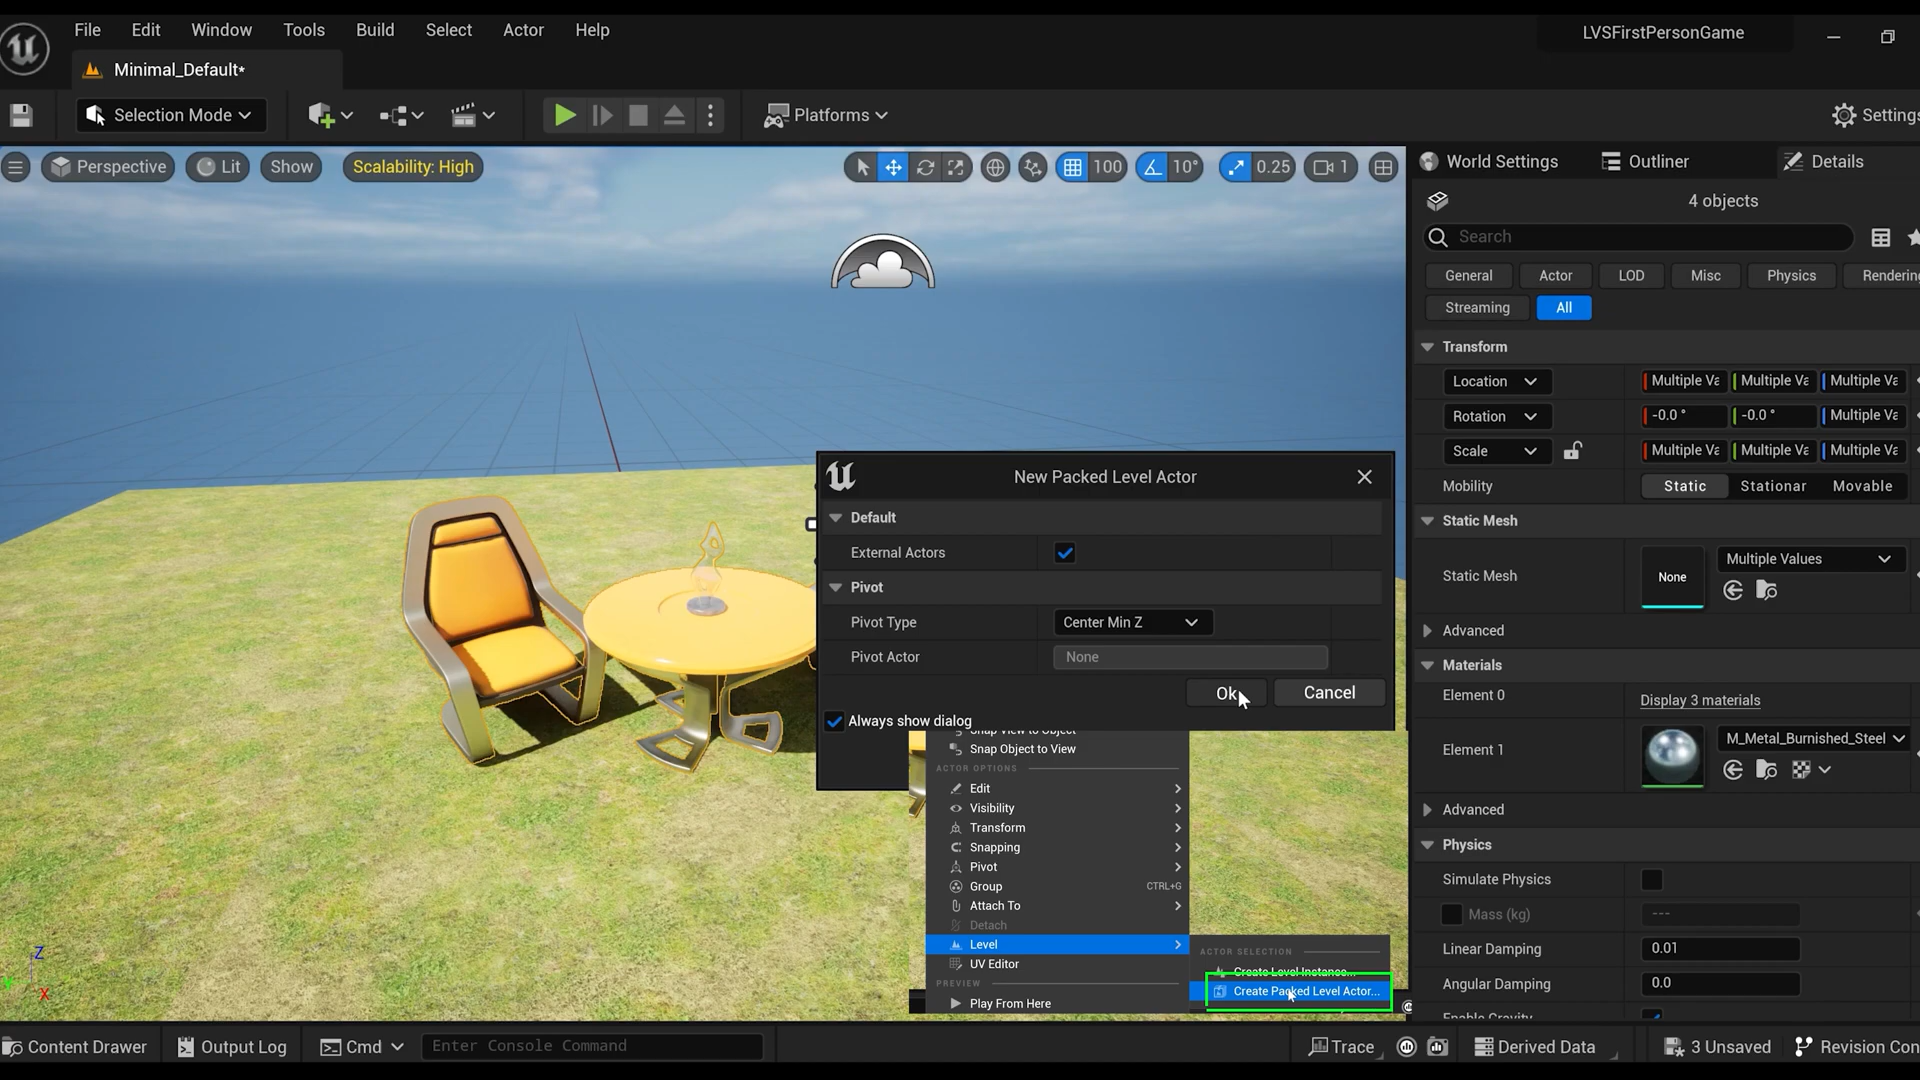 File Edit Window Tools Build Select Actor Help LVSFirstPersonGame
Minimal_Default*
Selection Mode Platforms Settings
Perspective Lit Show Scalability: High 100 10° 0.25 1 World Settings Outliner Details
4 objects
Search
General Actor LOD Misc Physics Rendering
Streaming All
Transform
Location Multiple Va Multiple Va Multiple Va
Rotation -0.0 ° -0.0 ° Multiple Va
Scale Multiple Va Multiple Va Multiple Va
Mobility Static Stationar Movable
Static Mesh
Static Mesh None Multiple Values
Advanced
Materials
Element 0 Display 3 materials
Element 1 M_Metal_Burnished_Steel
Advanced
Physics
Simulate Physics
Mass (kg) ---
Linear Damping 0.01
Angular Damping 0.0
Enable Gravity
New Packed Level Actor
Default
External Actors
Pivot
Pivot Type Center Min Z
Pivot Actor None
Ok Cancel
Always show dialog
Snap View to Object
Snap Object to View
ACTOR OPTIONS
Edit
Visibility
Transform
Snapping
Pivot
Group CTRL+G
Attach To
Detach
Level
UV Editor
PREVIEW
Play From Here
ACTOR SELECTION
Create Level Instance...
Create Packed Level Actor...
Z
Y
X
Content Drawer Output Log Cmd Enter Console Command Trace Derived Data 3 Unsaved Revision Con